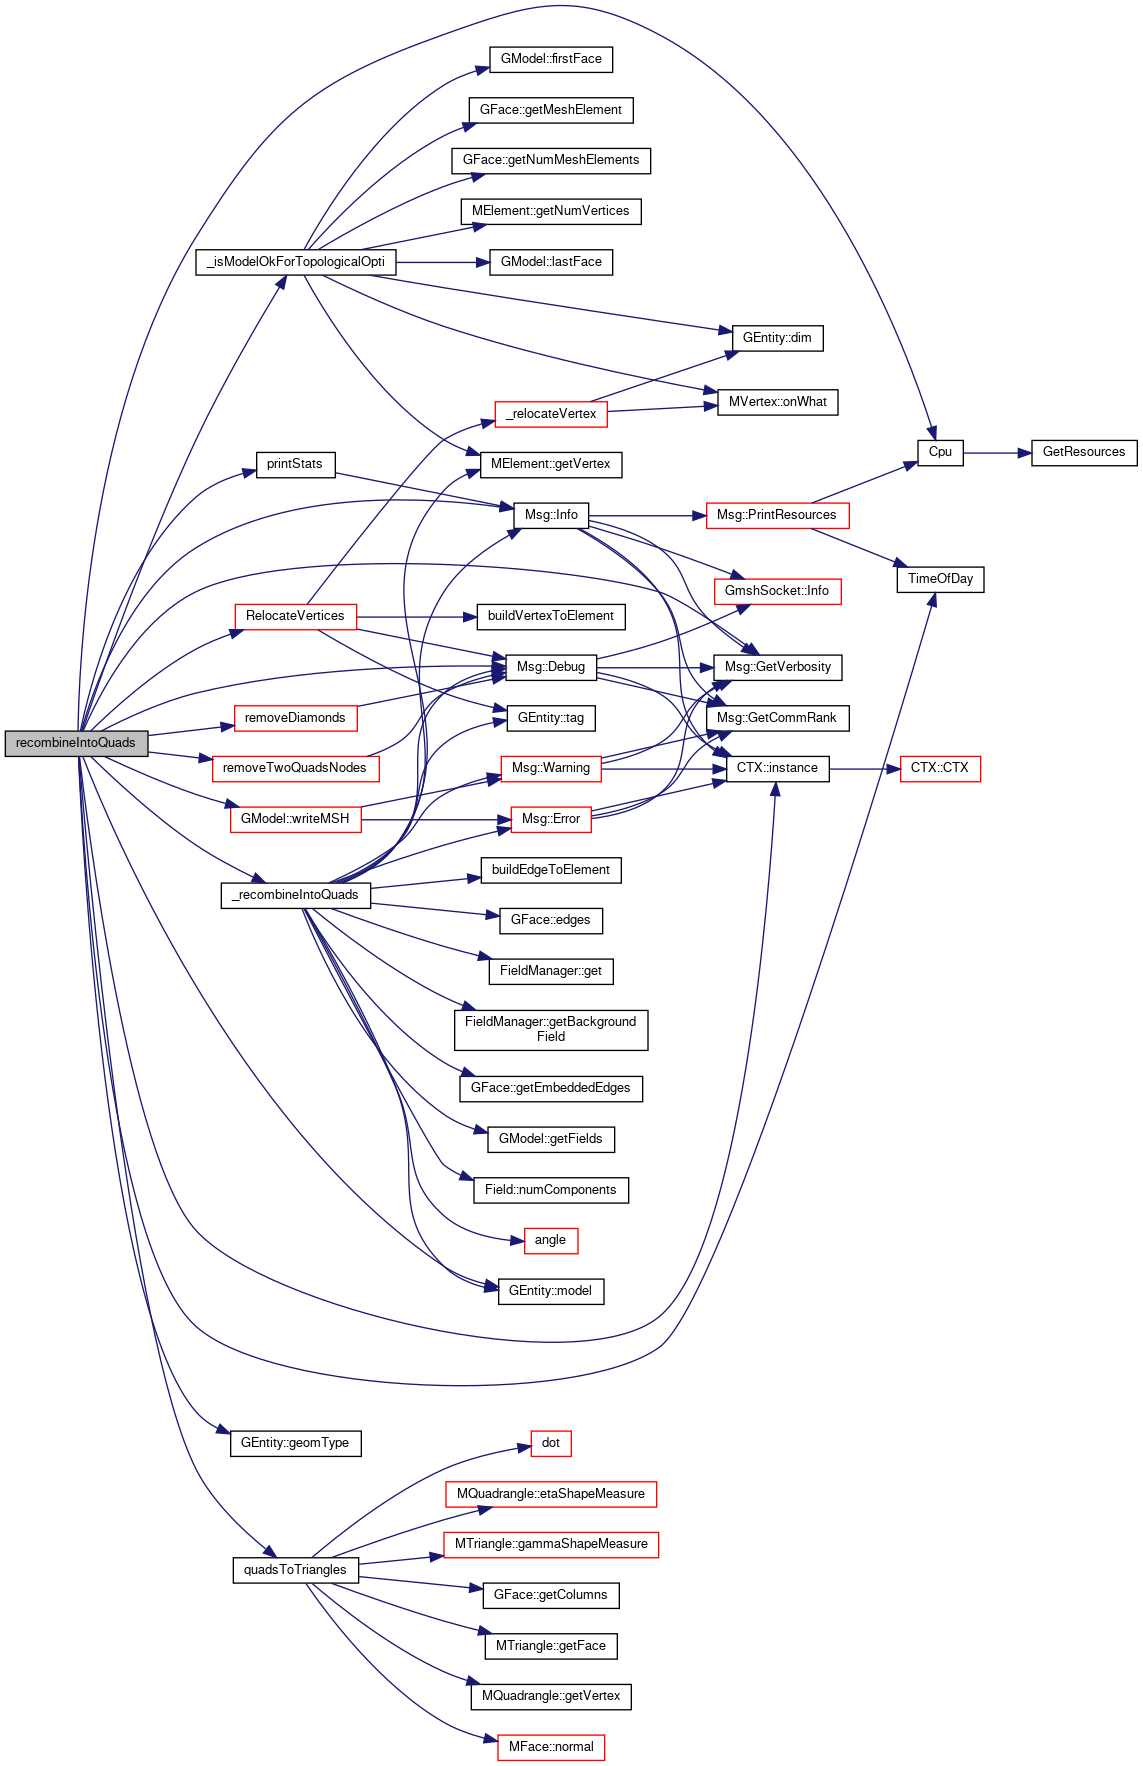 GModel::firstFace
GFace::getMeshElement
GFace::getNumMeshElements
MElement::getNumVertices
_isModelOkForTopologicalOpti
GModel::lastFace
GEntity::dim
MVertex::onWhat
_relocateVertex
Cpu
GetResources
printStats
MElement::getVertex
Msg::Info
Msg::PrintResources
TimeOfDay
GmshSocket::Info
RelocateVertices
buildVertexToElement
Msg::Debug
Msg::GetVerbosity
removeDiamonds
GEntity::tag
Msg::GetCommRank
recombineIntoQuads
removeTwoQuadsNodes
Msg::Warning
CTX::instance
CTX::CTX
GModel::writeMSH
Msg::Error
buildEdgeToElement
_recombineIntoQuads
GFace::edges
FieldManager::get
FieldManager::getBackground
Field
GFace::getEmbeddedEdges
GModel::getFields
Field::numComponents
angle
GEntity::model
GEntity::geomType
dot
MQuadrangle::etaShapeMeasure
MTriangle::gammaShapeMeasure
quadsToTriangles
GFace::getColumns
MTriangle::getFace
MQuadrangle::getVertex
MFace::normal